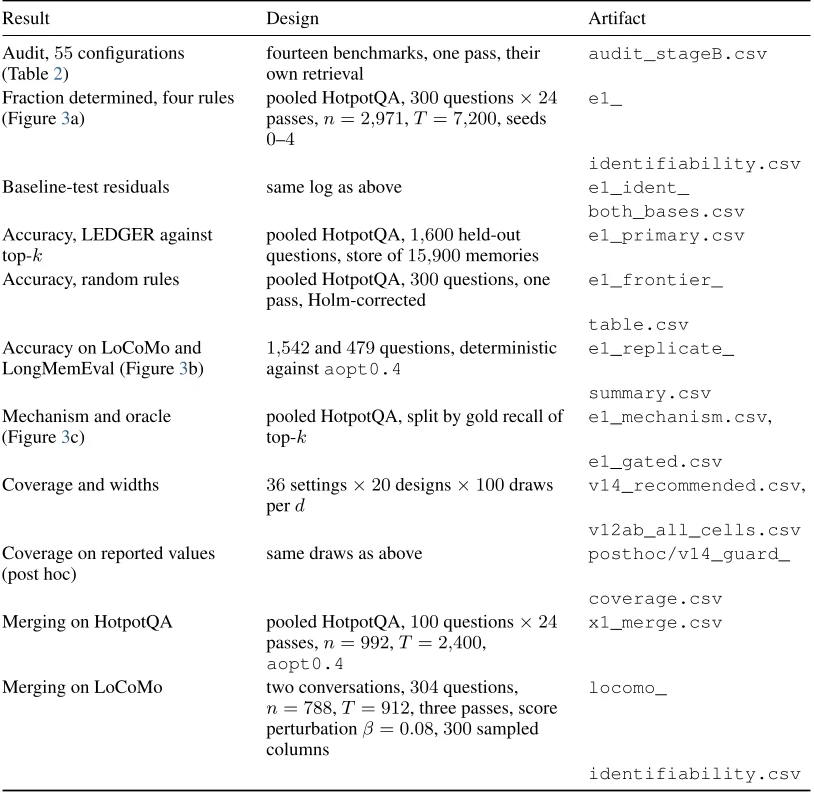 Result Design Artifact
Audit, 55 configurations fourteen benchmarks, one pass, their audit_stageB.csv
(Table 2) own retrieval
Fraction determined, four rules pooled HotpotQA, 300 questions × 24 e1_
(Figure 3a) passes, n = 2,971, T = 7,200, seeds
0–4
identifiability.csv
Baseline-test residuals same log as above e1_ident_
both_bases.csv
Accuracy, LEDGER against pooled HotpotQA, 1,600 held-out e1_primary.csv
top-k questions, store of 15,900 memories
Accuracy, random rules pooled HotpotQA, 300 questions, one e1_frontier_
pass, Holm-corrected
table.csv
Accuracy on LoCoMo and 1,542 and 479 questions, deterministic e1_replicate_
LongMemEval (Figure 3b) against aopt0.4
summary.csv
Mechanism and oracle pooled HotpotQA, split by gold recall of e1_mechanism.csv,
(Figure 3c) top-k
e1_gated.csv
Coverage and widths 36 settings × 20 designs × 100 draws v14_recommended.csv,
per d
v12ab_all_cells.csv
Coverage on reported values same draws as above posthoc/v14_guard_
(post hoc)
coverage.csv
Merging on HotpotQA pooled HotpotQA, 100 questions × 24 x1_merge.csv
passes, n = 992, T = 2,400,
aopt0.4
Merging on LoCoMo two conversations, 304 questions, locomo_
n = 788, T = 912, three passes, score
perturbation β = 0.08, 300 sampled
columns
identifiability.csv